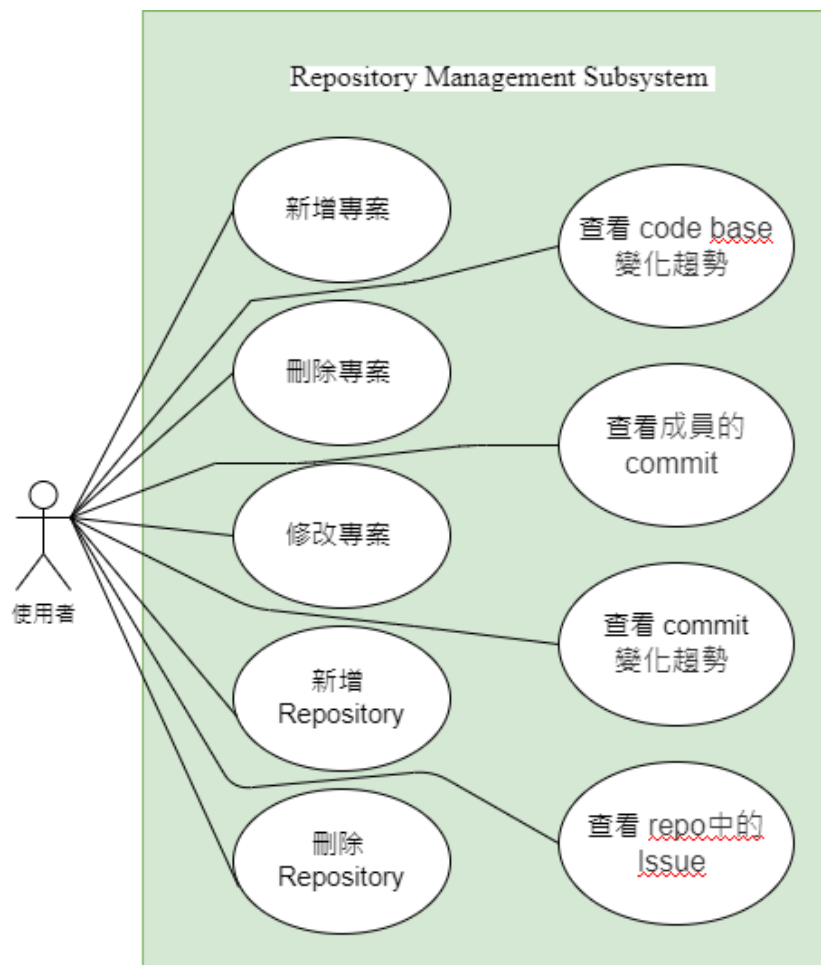 Repository Management Subsystem
新增專案
查看 code base
變化趨勢
刪除專案
查看成員的
commit
修改專案
使用者
查看 commit
變化趨勢
新增
Repository
查看 repo中的
Issue
刪除
Repository